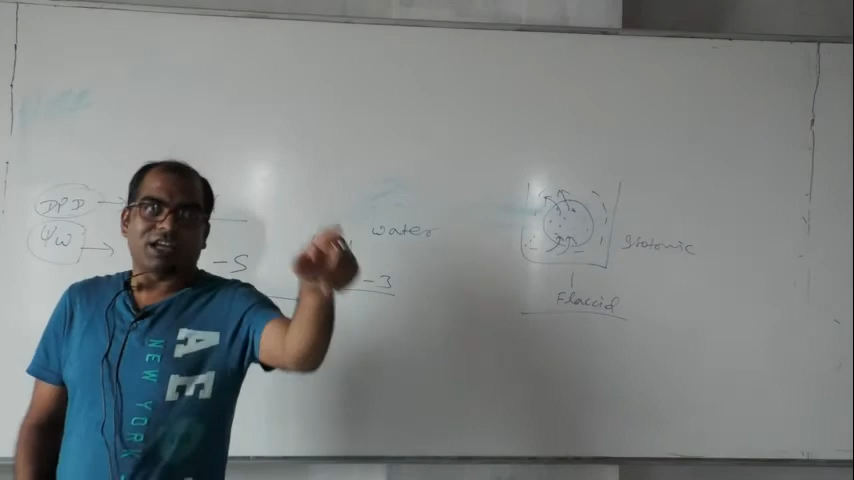 DPD
ψw
-5
water
-3
Isotonic
Flaccid
AE
NEW YORK